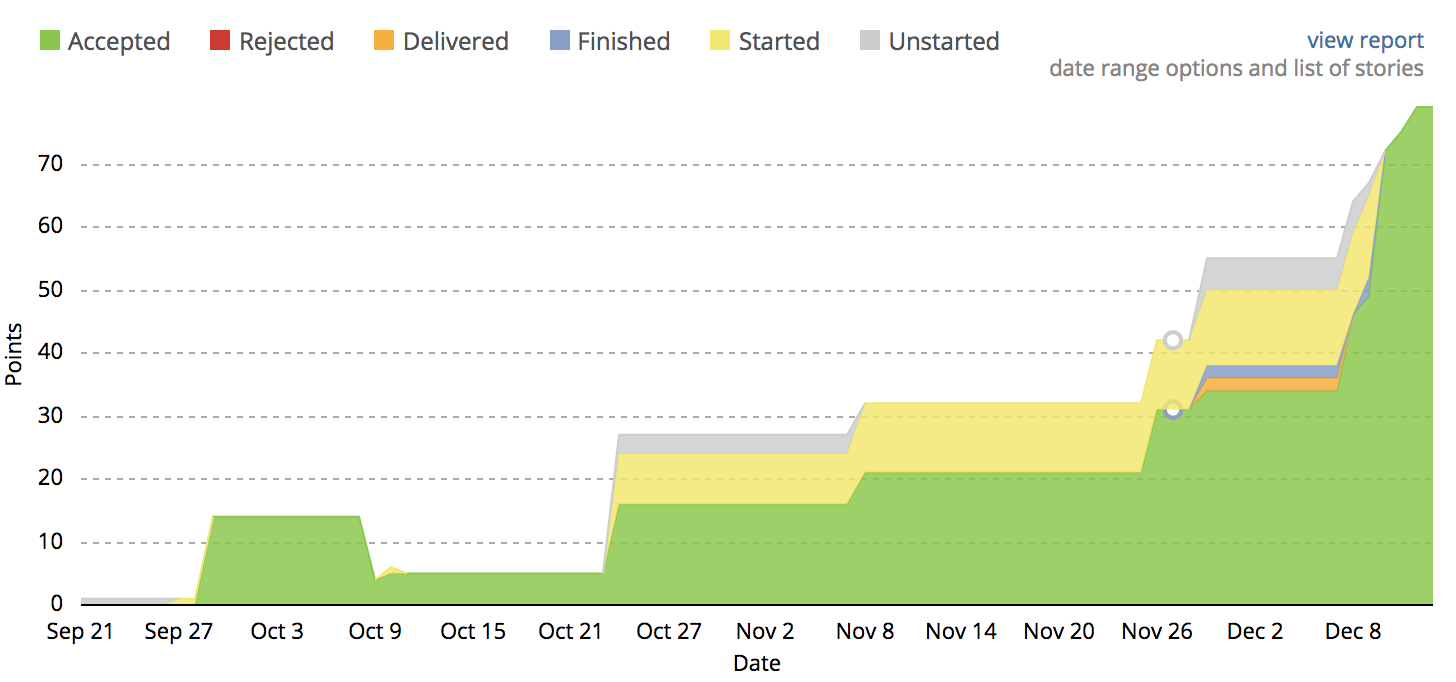 Accepted Rejected Delivered Finished Started Unstarted
view report
date range options and list of stories
70
60
50
40
30
20
10
0
Points
Sep 21 Sep 27 Oct 3 Oct 9 Oct 15 Oct 21 Oct 27 Nov 2 Nov 8 Nov 14 Nov 20 Nov 26 Dec 2 Dec 8
Date